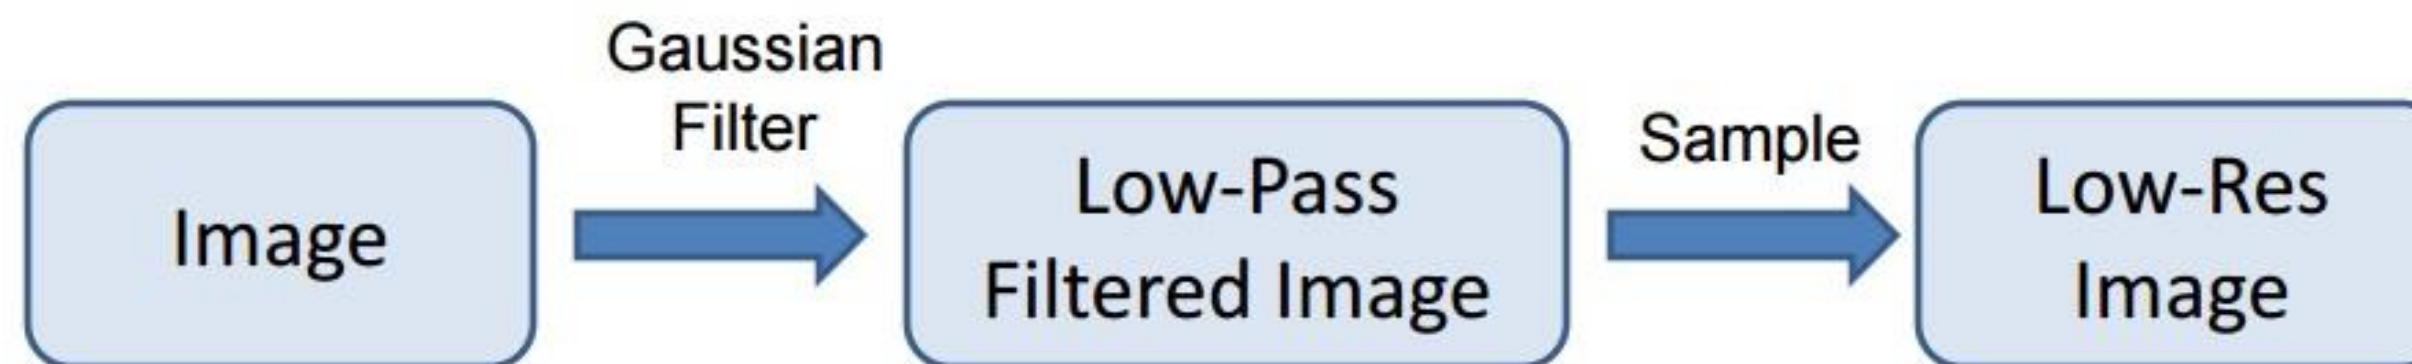 Image
Gaussian
Filter
Low-Pass
Filtered Image
Sample
Low-Res
Image